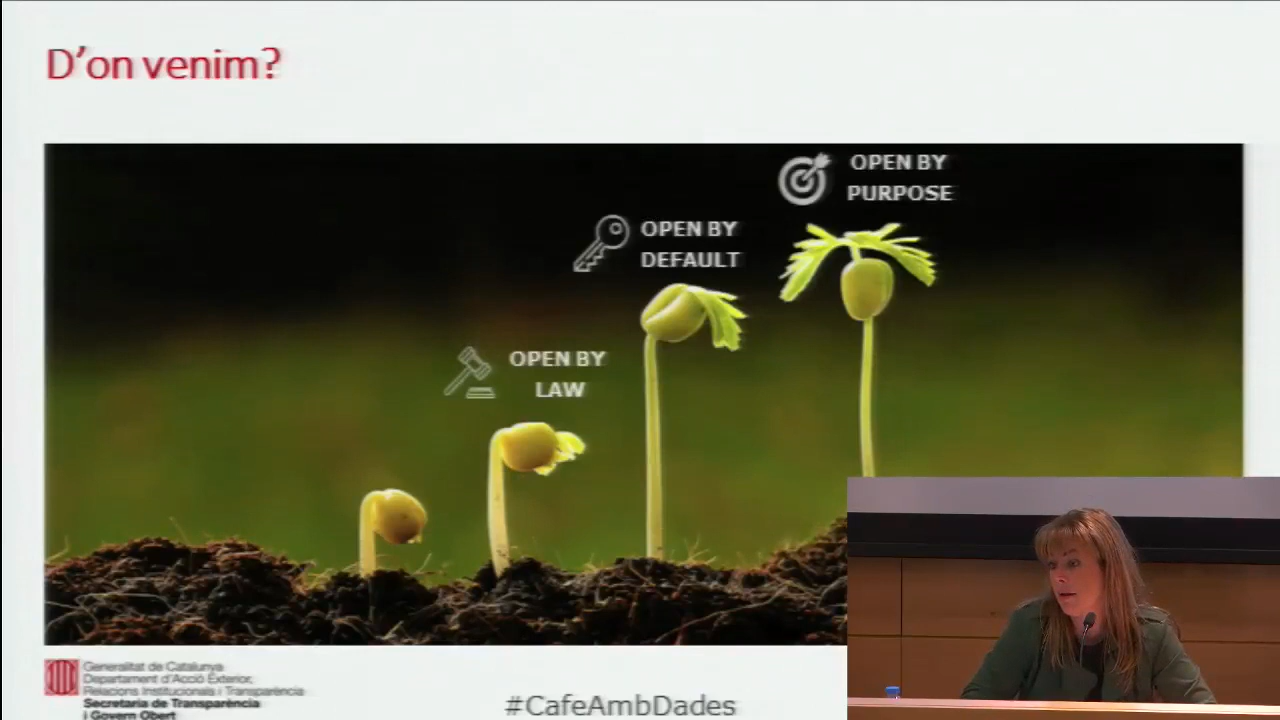 D'on venim?
OPEN BY
PURPOSE
OPEN BY
DEFAULT
OPEN BY
LAW
Generalitat de Catalunya
Departament d'Acció Exterior,
Relacions Institucionals i Transparència
Secretaria de Transparència
i Govern Obert
#CafeAmbDades